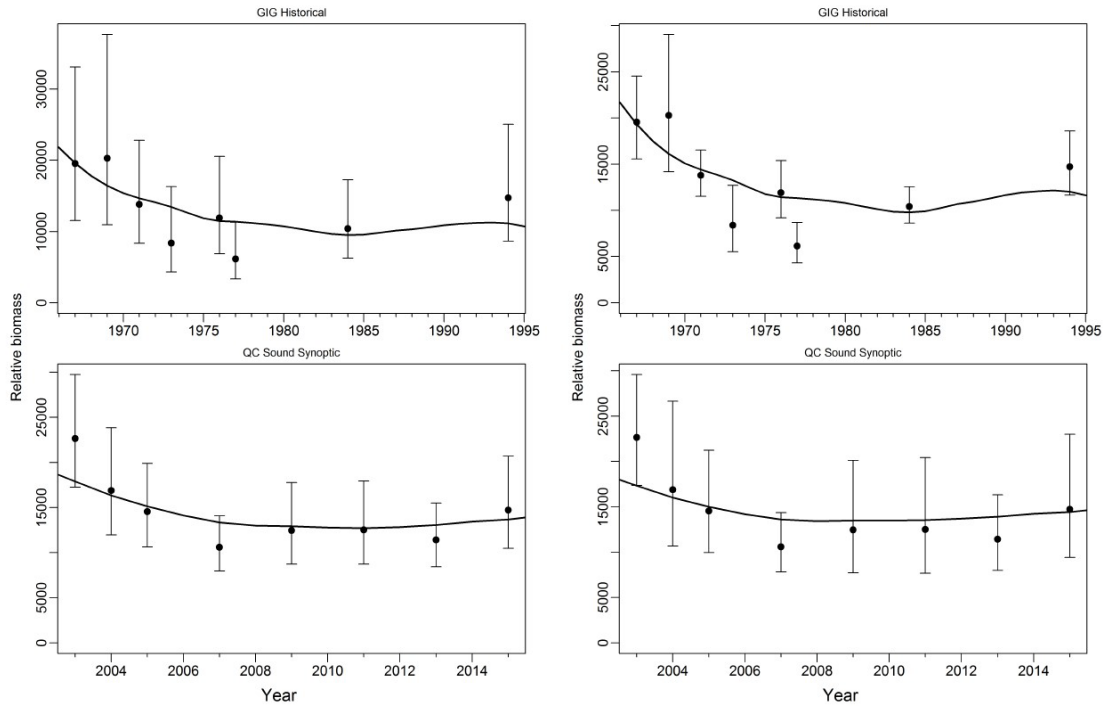 GIG Historical
30000
20000
10000
0
1970 1975 1980 1985 1990 1995
QC Sound Synoptic
25000
15000
5000
0
2004 2006 2008 2010 2012 2014
Relative biomass
Year
GIG Historical
25000
15000
5000
0
1970 1975 1980 1985 1990 1995
QC Sound Synoptic
25000
15000
5000
0
2004 2006 2008 2010 2012 2014
Relative biomass
Year